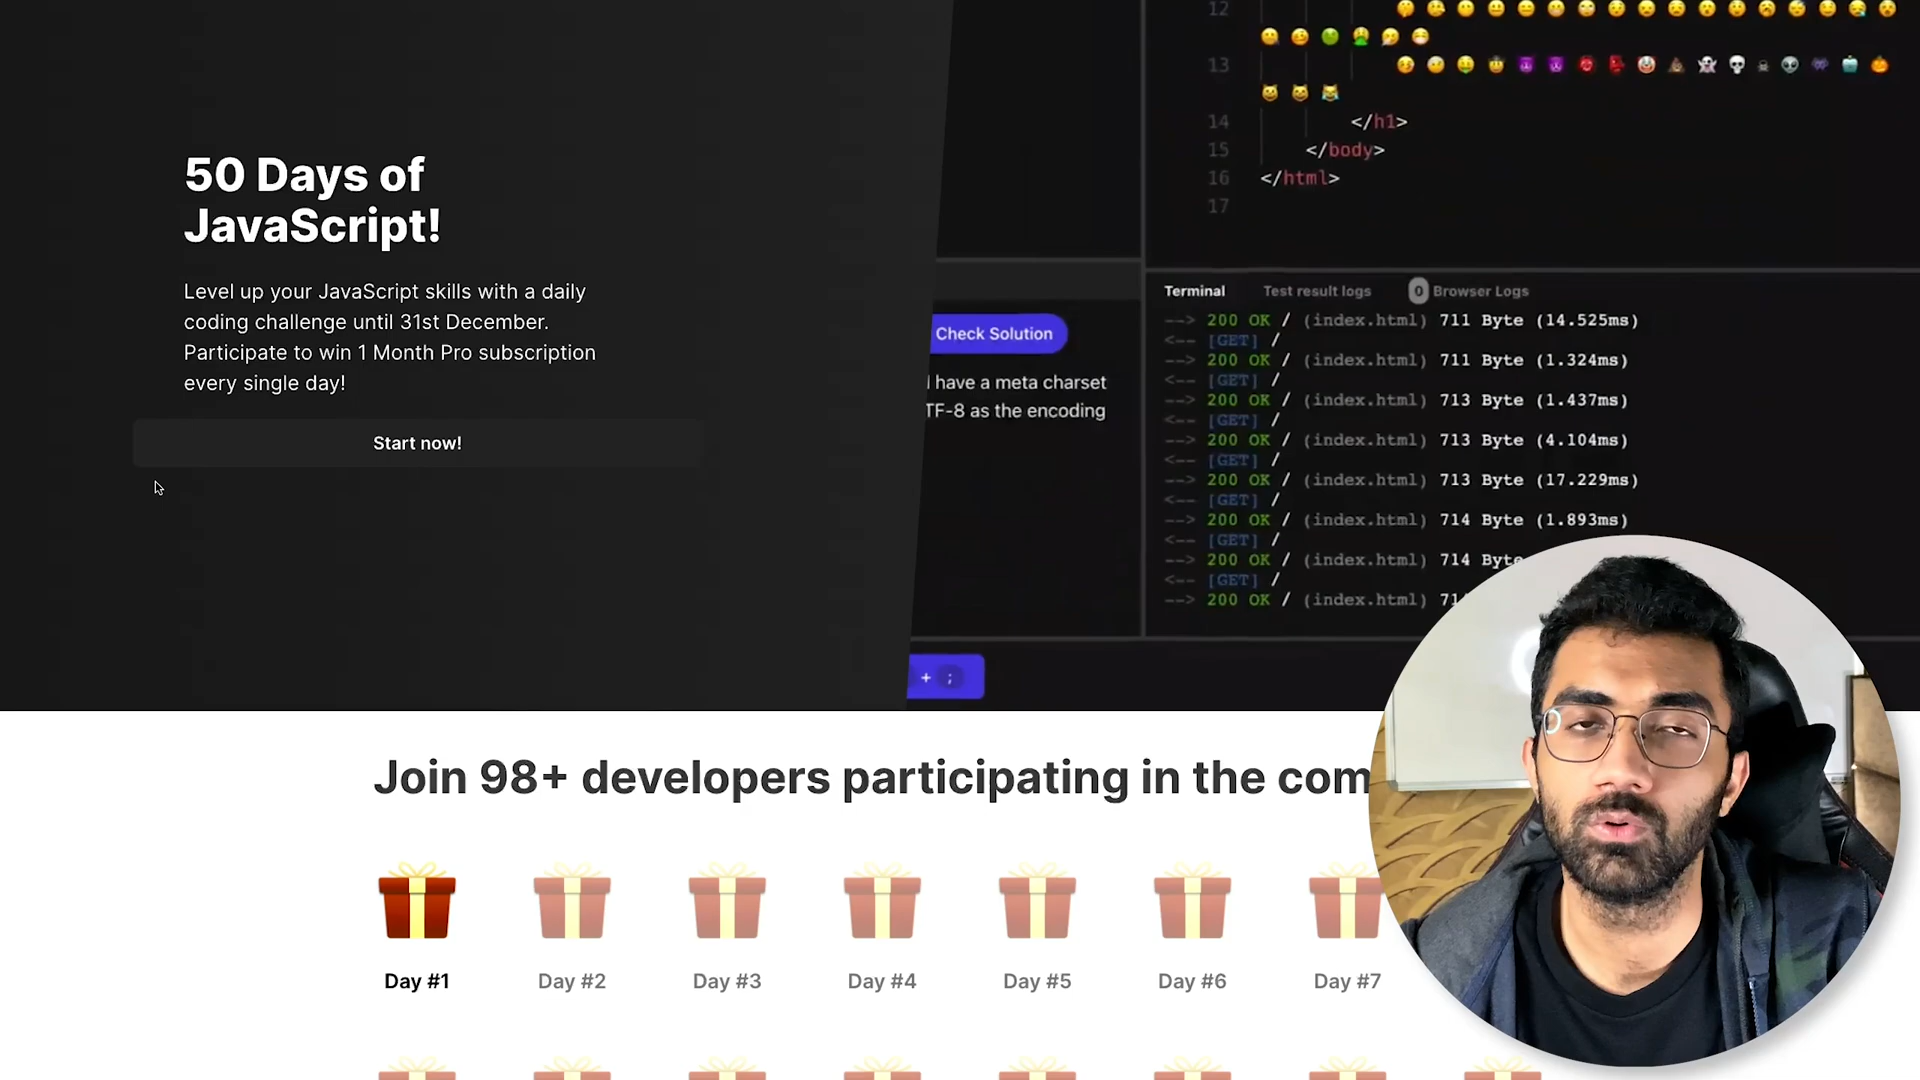 50 Days of
JavaScript!
Level up your JavaScript skills with a daily
coding challenge until 31st December.
Participate to win 1 Month Pro subscription
every single day!
Start now!
Check Solution
have a meta charset
TF-8 as the encoding
+ ;
12
13
14 </h1>
15 </body>
16 </html>
17
Terminal Test result logs 0 Browser Logs
--> 200 OK / (index.html) 711 Byte (14.525ms)
<-- [GET] /
--> 200 OK / (index.html) 711 Byte (1.324ms)
<-- [GET] /
--> 200 OK / (index.html) 713 Byte (1.437ms)
<-- [GET] /
--> 200 OK / (index.html) 713 Byte (4.104ms)
<-- [GET] /
--> 200 OK / (index.html) 713 Byte (17.229ms)
<-- [GET] /
--> 200 OK / (index.html) 714 Byte (1.893ms)
<-- [GET] /
--> 200 OK / (index.html) 714 Byte
<-- [GET] /
--> 200 OK / (index.html) 71
Join 98+ developers participating in the com
Day #1 Day #2 Day #3 Day #4 Day #5 Day #6 Day #7